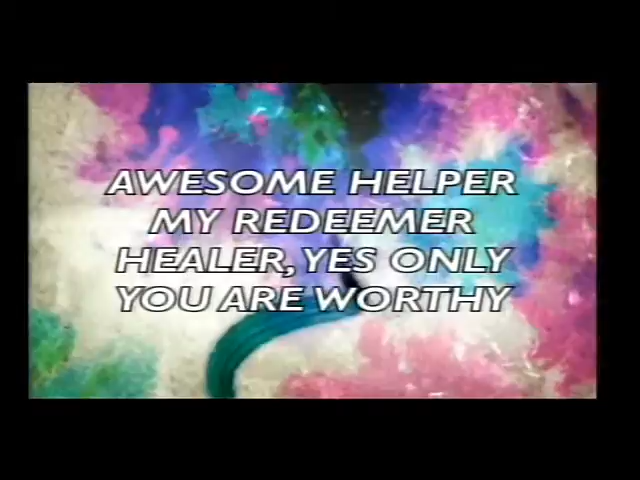 AWESOME HELPER
MY REDEEMER
HEALER, YES ONLY
YOU ARE WORTHY